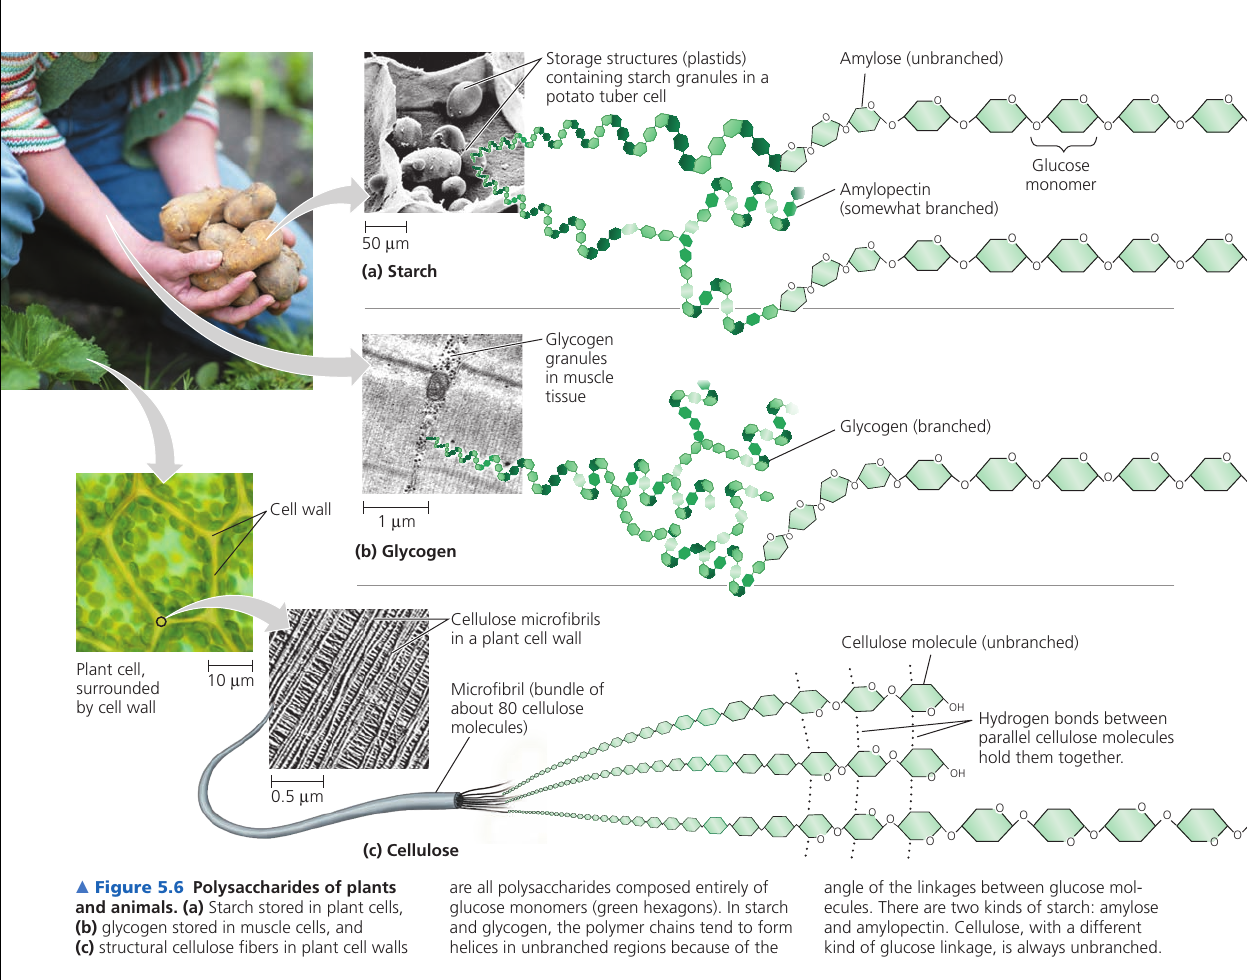 Storage structures (plastids)
containing starch granules in a
potato tuber cell
Amylose (unbranched)
O O O O O O
O O O O O O O
Glucose
monomer
Amylopectin
(somewhat branched)
50 μm
(a) Starch
O O O O O O
O O O O O O O
Glycogen
granules
in muscle
tissue
Glycogen (branched)
1 μm
(b) Glycogen
O O O O O O
O O O O O O O
Cell wall
Plant cell,
surrounded
by cell wall
10 μm
Cellulose microfibrils
in a plant cell wall
Microfibril (bundle of
about 80 cellulose
molecules)
0.5 μm
Cellulose molecule (unbranched)
O O O O OH
Hydrogen bonds between
parallel cellulose molecules
hold them together.
O O O O OH
O O O O O O O O O O O O
(c) Cellulose
▲ Figure 5.6 Polysaccharides of plants
and animals. (a) Starch stored in plant cells,
(b) glycogen stored in muscle cells, and
(c) structural cellulose fibers in plant cell walls
are all polysaccharides composed entirely of
glucose monomers (green hexagons). In starch
and glycogen, the polymer chains tend to form
helices in unbranched regions because of the
angle of the linkages between glucose mol-
ecules. There are two kinds of starch: amylose
and amylopectin. Cellulose, with a different
kind of glucose linkage, is always unbranched.